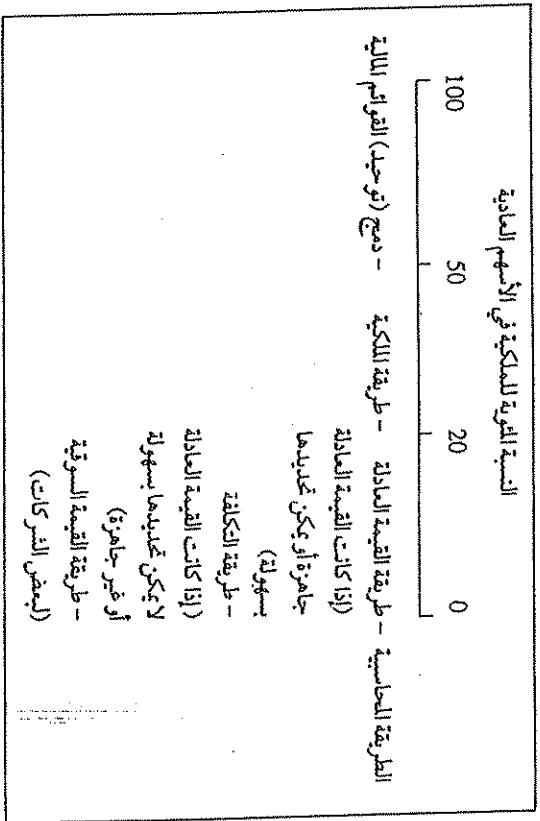 النسبة المئوية للملكية في الأسهم العادية
0 20 50 100
الطريقة المحاسبية - طريقة القيمة العادلة - طريقة الملكية - دمج (توحيد) القوائم المالية
(إذا كانت القيمة العادلة
جاهزة أو يمكن تحديدها
بسهولة)
- طريقة التكلفة
(إذا كانت القيمة العادلة
لا يمكن تحديدها بسهولة
أو غير جاهزة)
- طريقة القيمة السوقية
(لبعض الشركات)